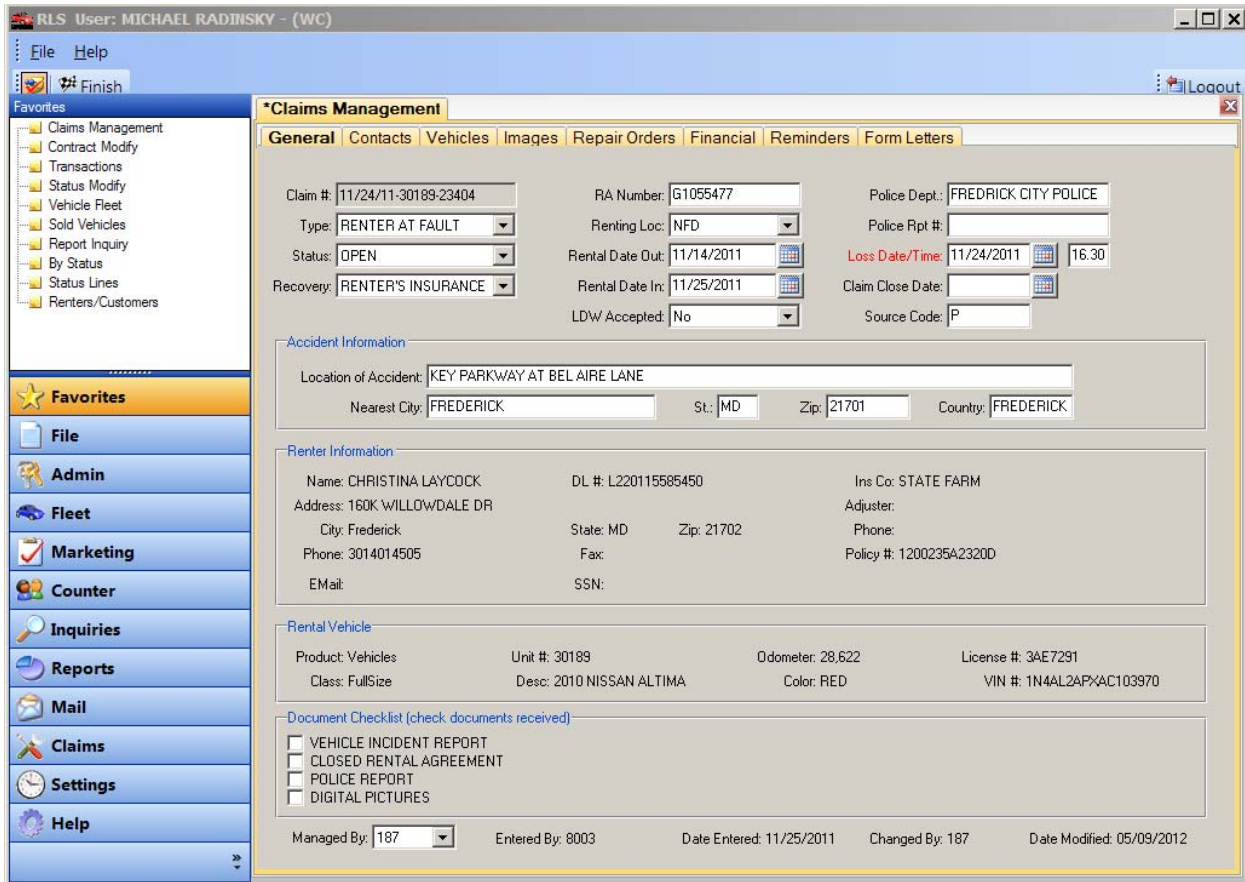 RLS User: MICHAEL RADINSKY - (WC)
File Help
Finish Logout
Favorites
Claims Management
Contract Modify
Transactions
Status Modify
Vehicle Fleet
Sold Vehicles
Report Inquiry
By Status
Status Lines
Renters/Customers
Favorites
File
Admin
Fleet
Marketing
Counter
Inquiries
Reports
Mail
Claims
Settings
Help
*Claims Management
General Contacts Vehicles Images Repair Orders Financial Reminders Form Letters
Claim #: 11/24/11-30189-23404 RA Number: G1055477 Police Dept.: FREDRICK CITY POLICE
Type: RENTER AT FAULT Renting Loc: NFD Police Rpt #:
Status: OPEN Rental Date Out: 11/14/2011 Loss Date/Time: 11/24/2011 16.30
Recovery: RENTER'S INSURANCE Rental Date In: 11/25/2011 Claim Close Date:
LDW Accepted: No Source Code: P
Accident Information
Location of Accident: KEY PARKWAY AT BEL AIRE LANE
Nearest City: FREDERICK St.: MD Zip: 21701 Country: FREDERICK
Renter Information
Name: CHRISTINA LAYCOCK DL #: L220115585450 Ins Co: STATE FARM
Address: 160K WILLOWDALE DR Adjuster:
City: Frederick State: MD Zip: 21702 Phone:
Phone: 3014014505 Fax: Policy #: 1200235A2320D
EMail: SSN:
Rental Vehicle
Product: Vehicles Unit #: 30189 Odometer: 28,622 License #: 3AE7291
Class: FullSize Desc: 2010 NISSAN ALTIMA Color: RED VIN #: 1N4AL2APXAC103970
Document Checklist (check documents received)
VEHICLE INCIDENT REPORT
CLOSED RENTAL AGREEMENT
POLICE REPORT
DIGITAL PICTURES
Managed By: 187 Entered By: 8003 Date Entered: 11/25/2011 Changed By: 187 Date Modified: 05/09/2012